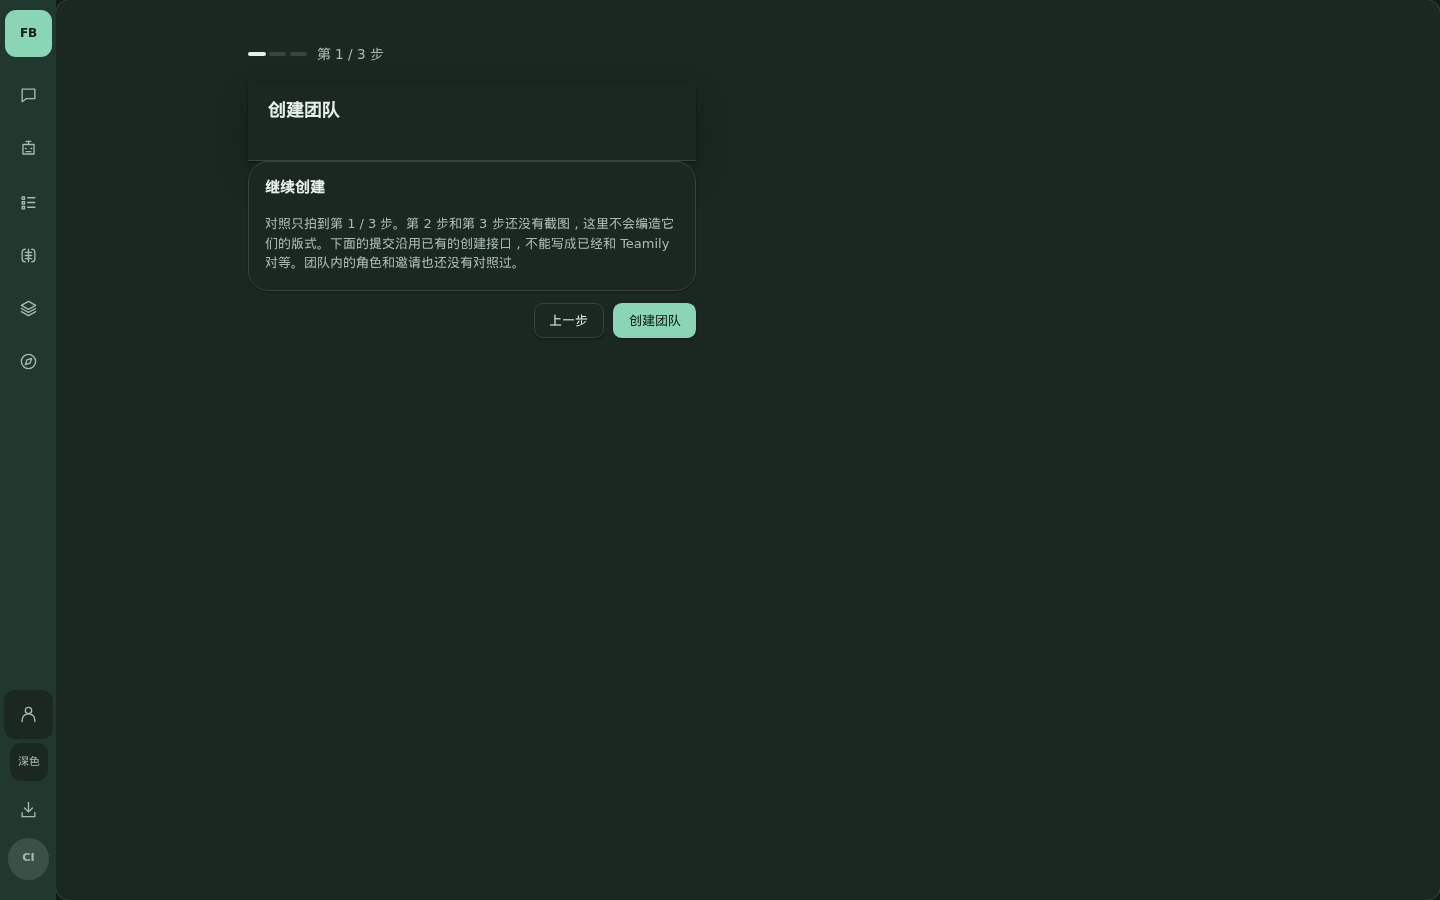 FB
第 1 / 3 步
创建团队
继续创建
对照只拍到第 1 / 3 步。第 2 步和第 3 步还没有截图，这里不会编造它
们的版式。下面的提交沿用已有的创建接口，不能写成已经和 Teamily
对等。团队内的角色和邀请也还没有对照过。
上一步
创建团队
深色
CI